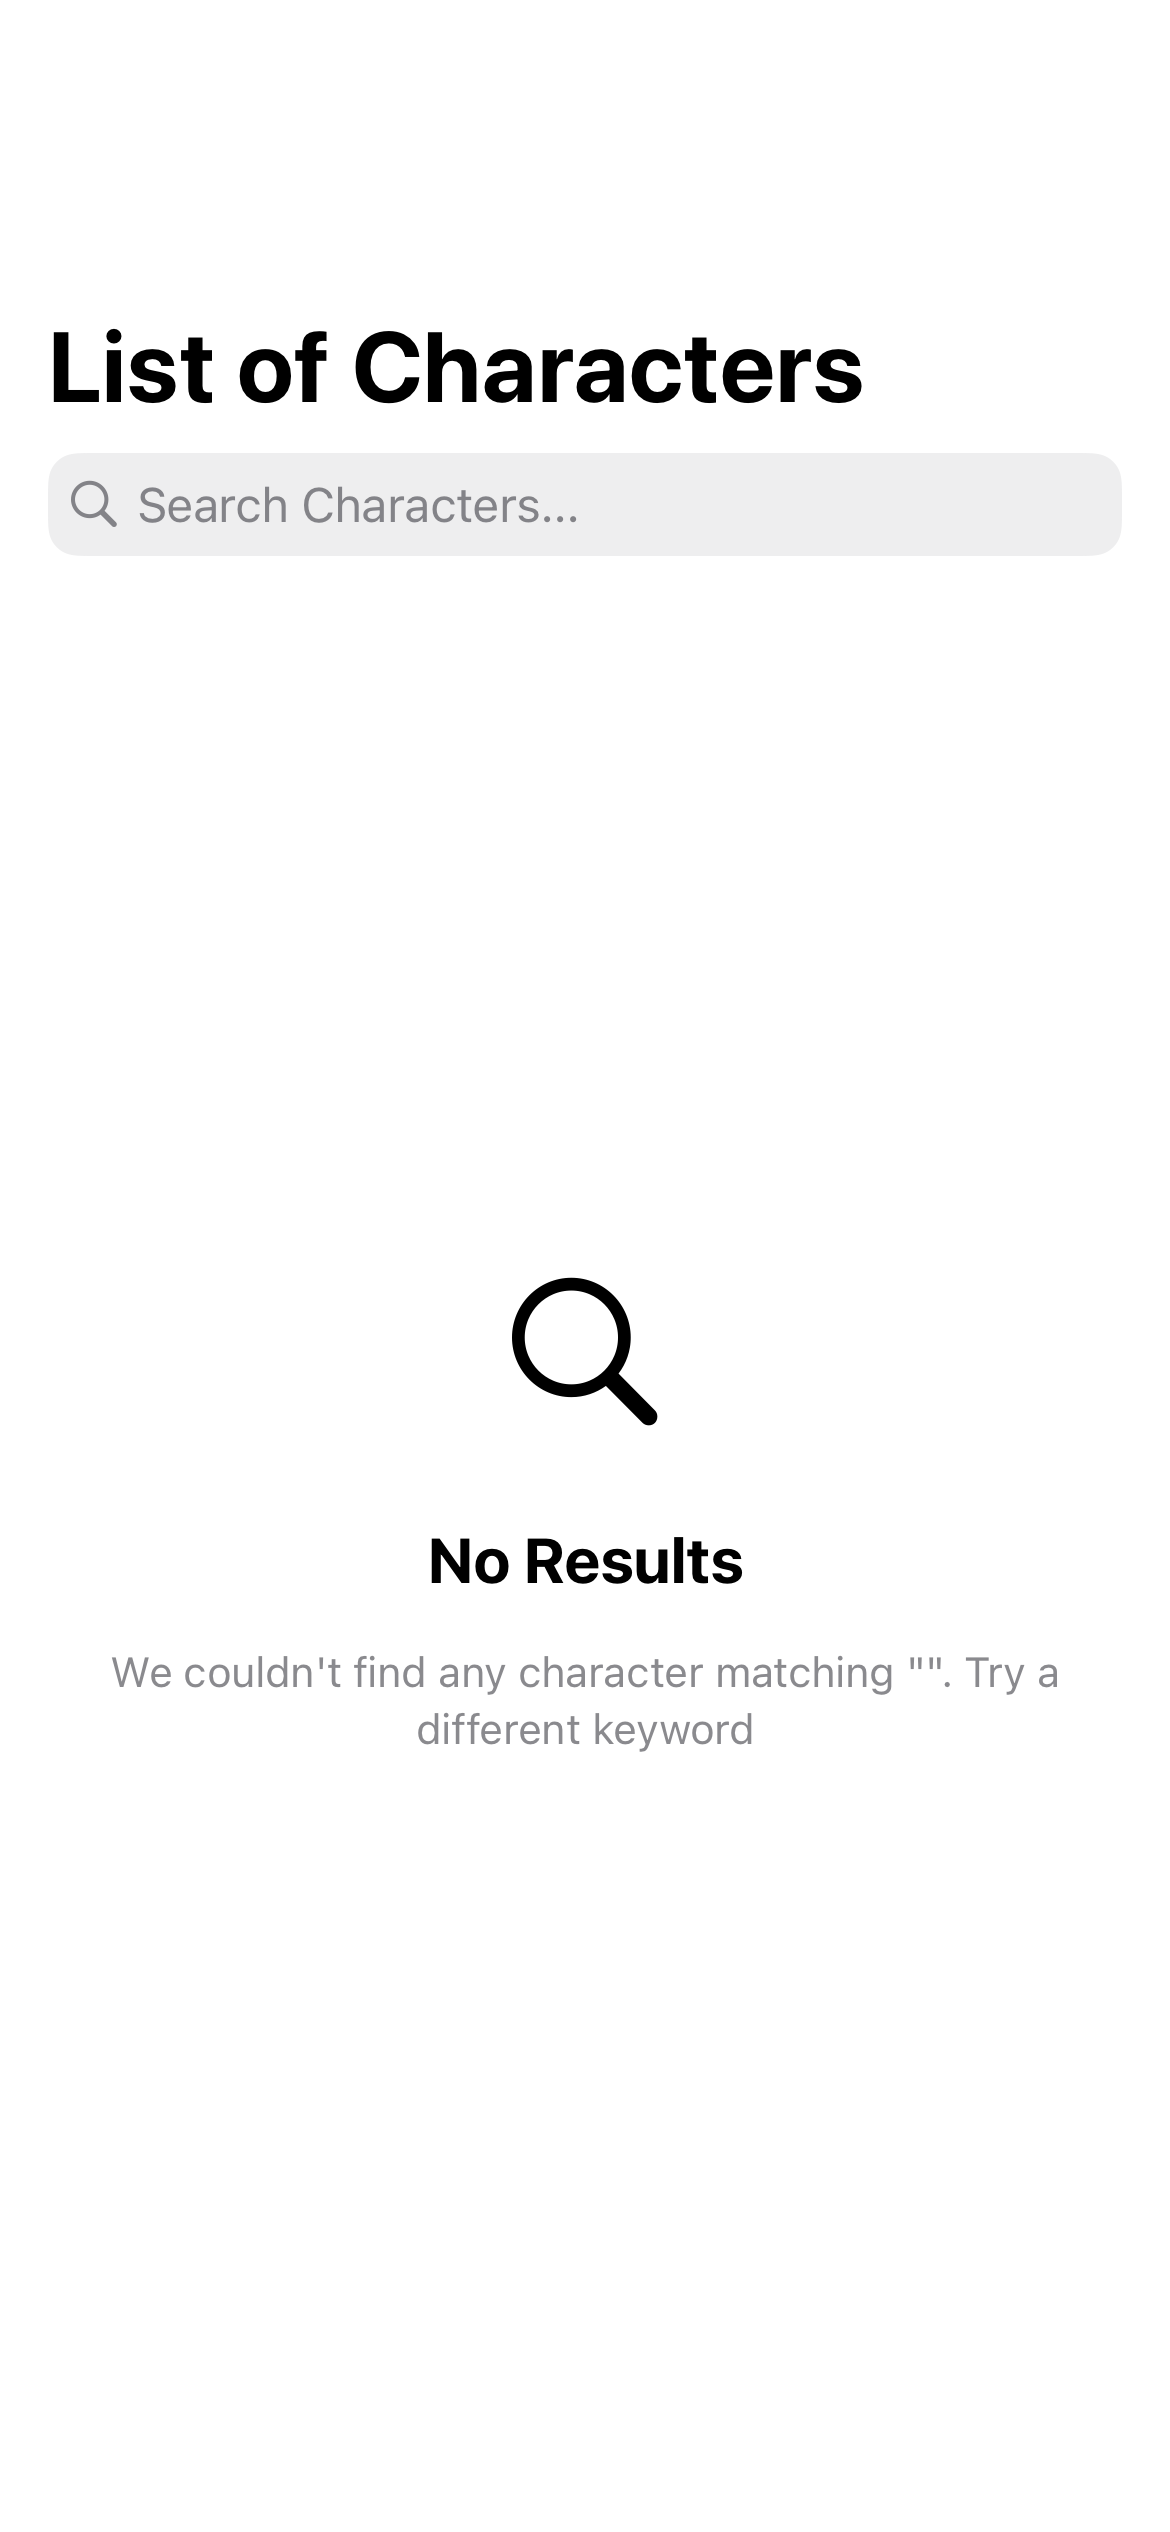 List of Characters
Search Characters...
No Results
We couldn't find any character matching "". Try a
different keyword